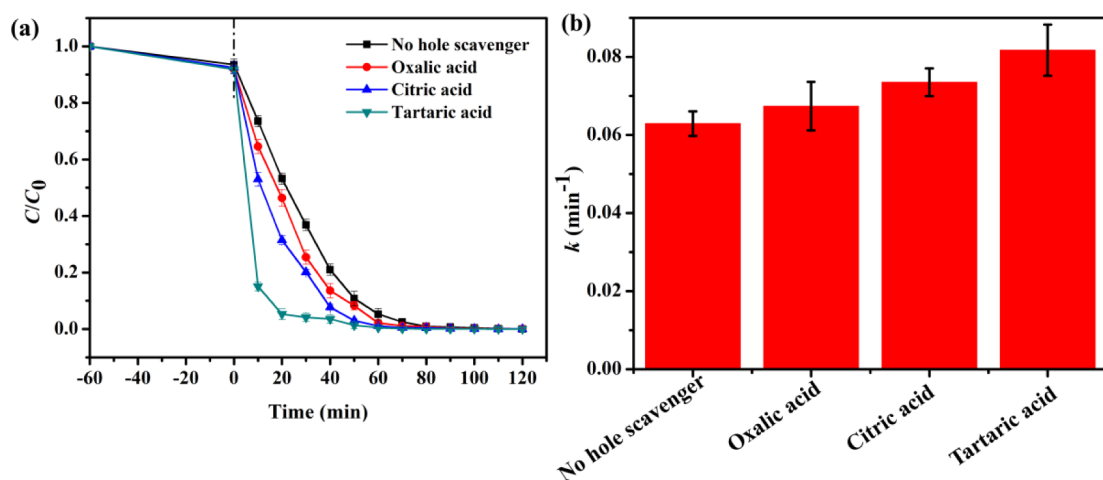 (a)
No hole scavenger
Oxalic acid
Citric acid
Tartaric acid
C/C0
1.0
0.8
0.6
0.4
0.2
0.0
-60 -40 -20 0 20 40 60 80 100 120
Time (min)
(b)
k (min-1)
0.08
0.06
0.04
0.02
0.00
No hole scavenger
Oxalic acid
Citric acid
Tartaric acid